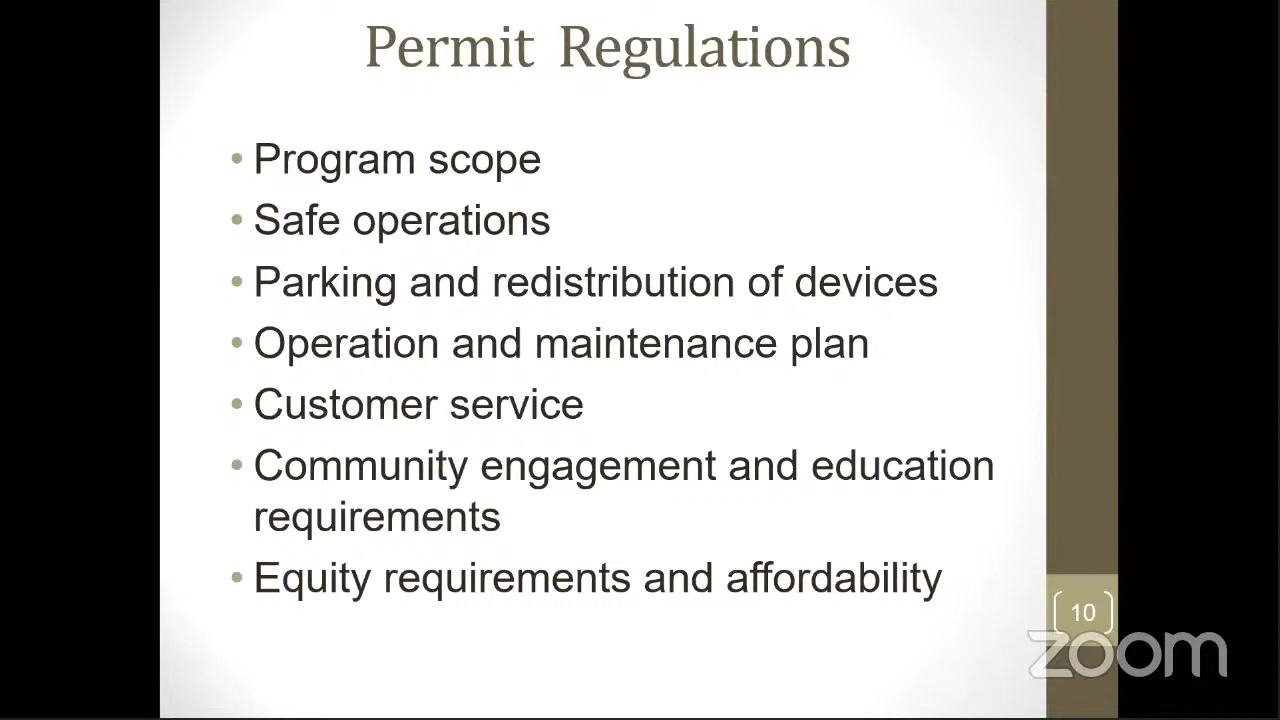 Permit Regulations
• Program scope
• Safe operations
• Parking and redistribution of devices
• Operation and maintenance plan
• Customer service
• Community engagement and education
requirements
• Equity requirements and affordability
10
zoom